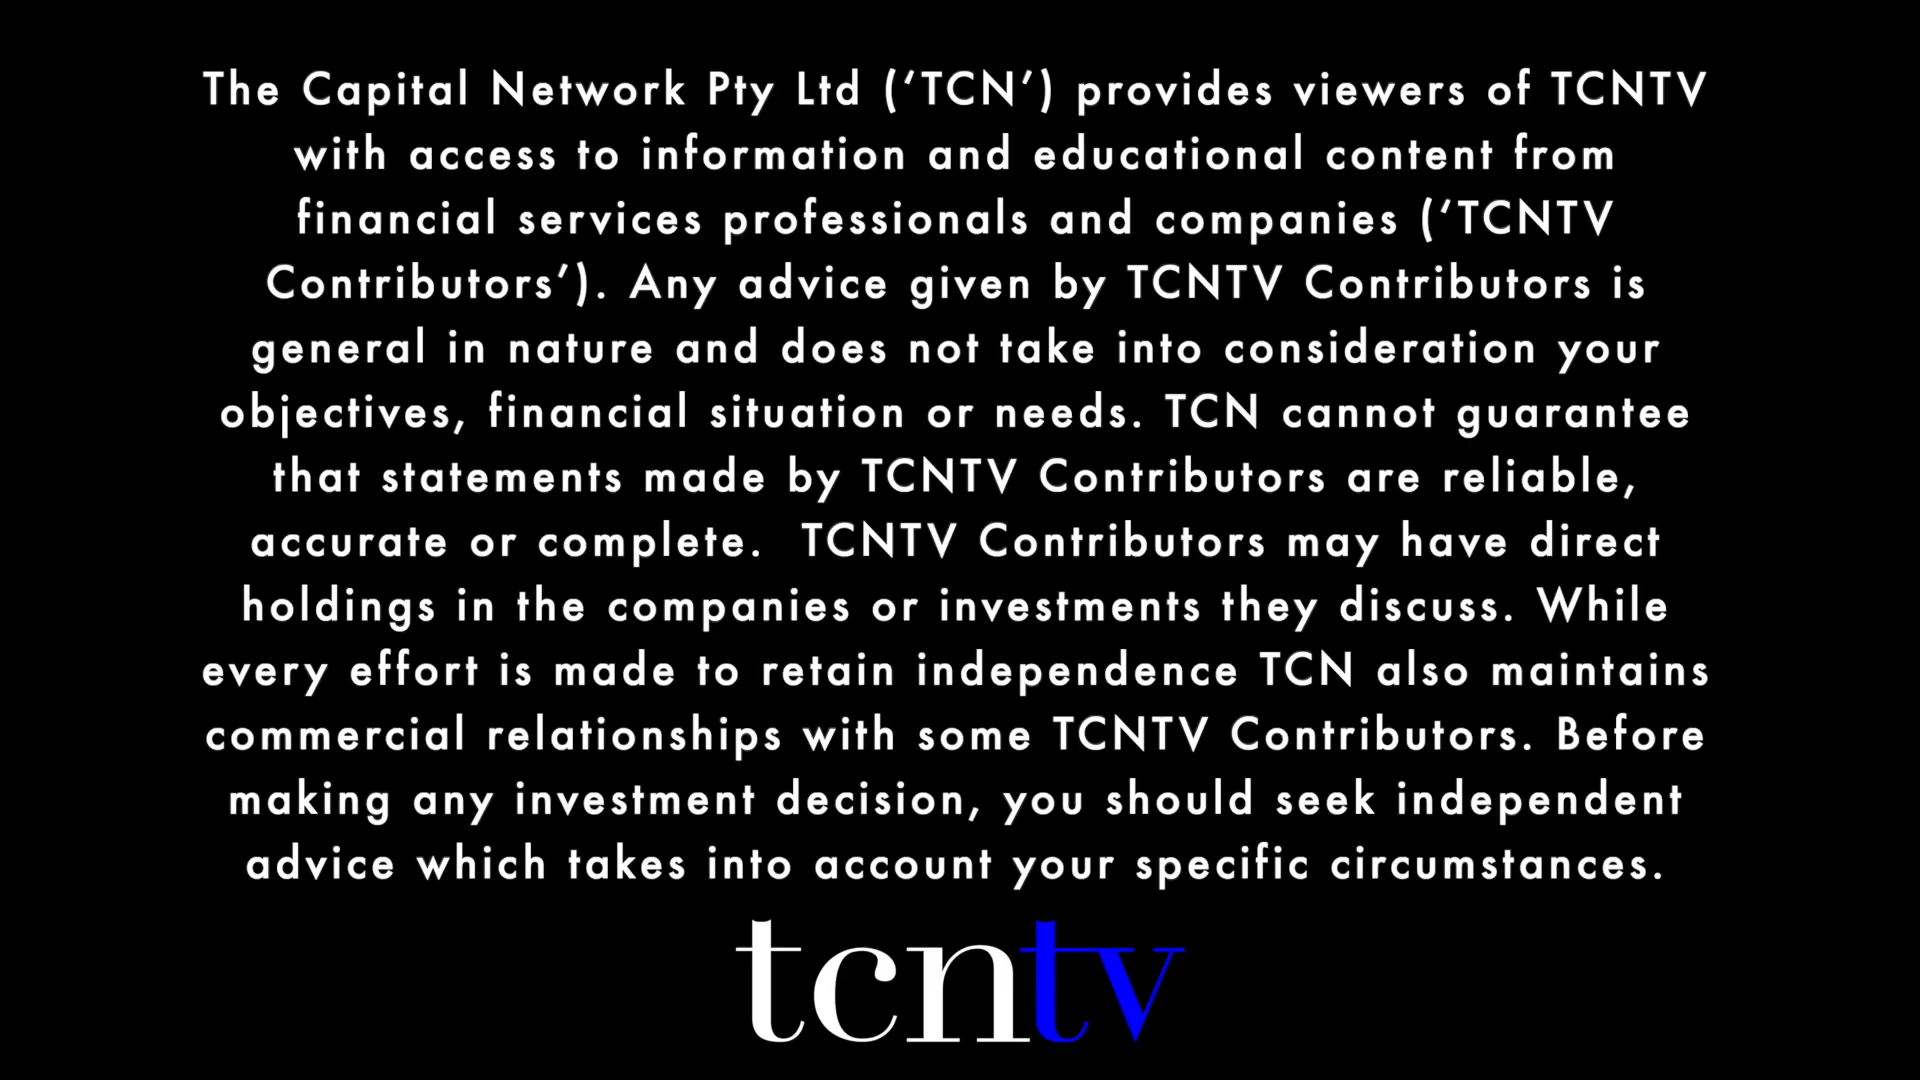 The Capital Network Pty Ltd (‘TCN’) provides viewers of TCNTV
with access to information and educational content from
financial services professionals and companies (‘TCNTV
Contributors’). Any advice given by TCNTV Contributors is
general in nature and does not take into consideration your
objectives, financial situation or needs. TCN cannot guarantee
that statements made by TCNTV Contributors are reliable,
accurate or complete.  TCNTV Contributors may have direct
holdings in the companies or investments they discuss. While
every effort is made to retain independence TCN also maintains
commercial relationships with some TCNTV Contributors. Before
making any investment decision, you should seek independent
advice which takes into account your specific circumstances.
tcntv